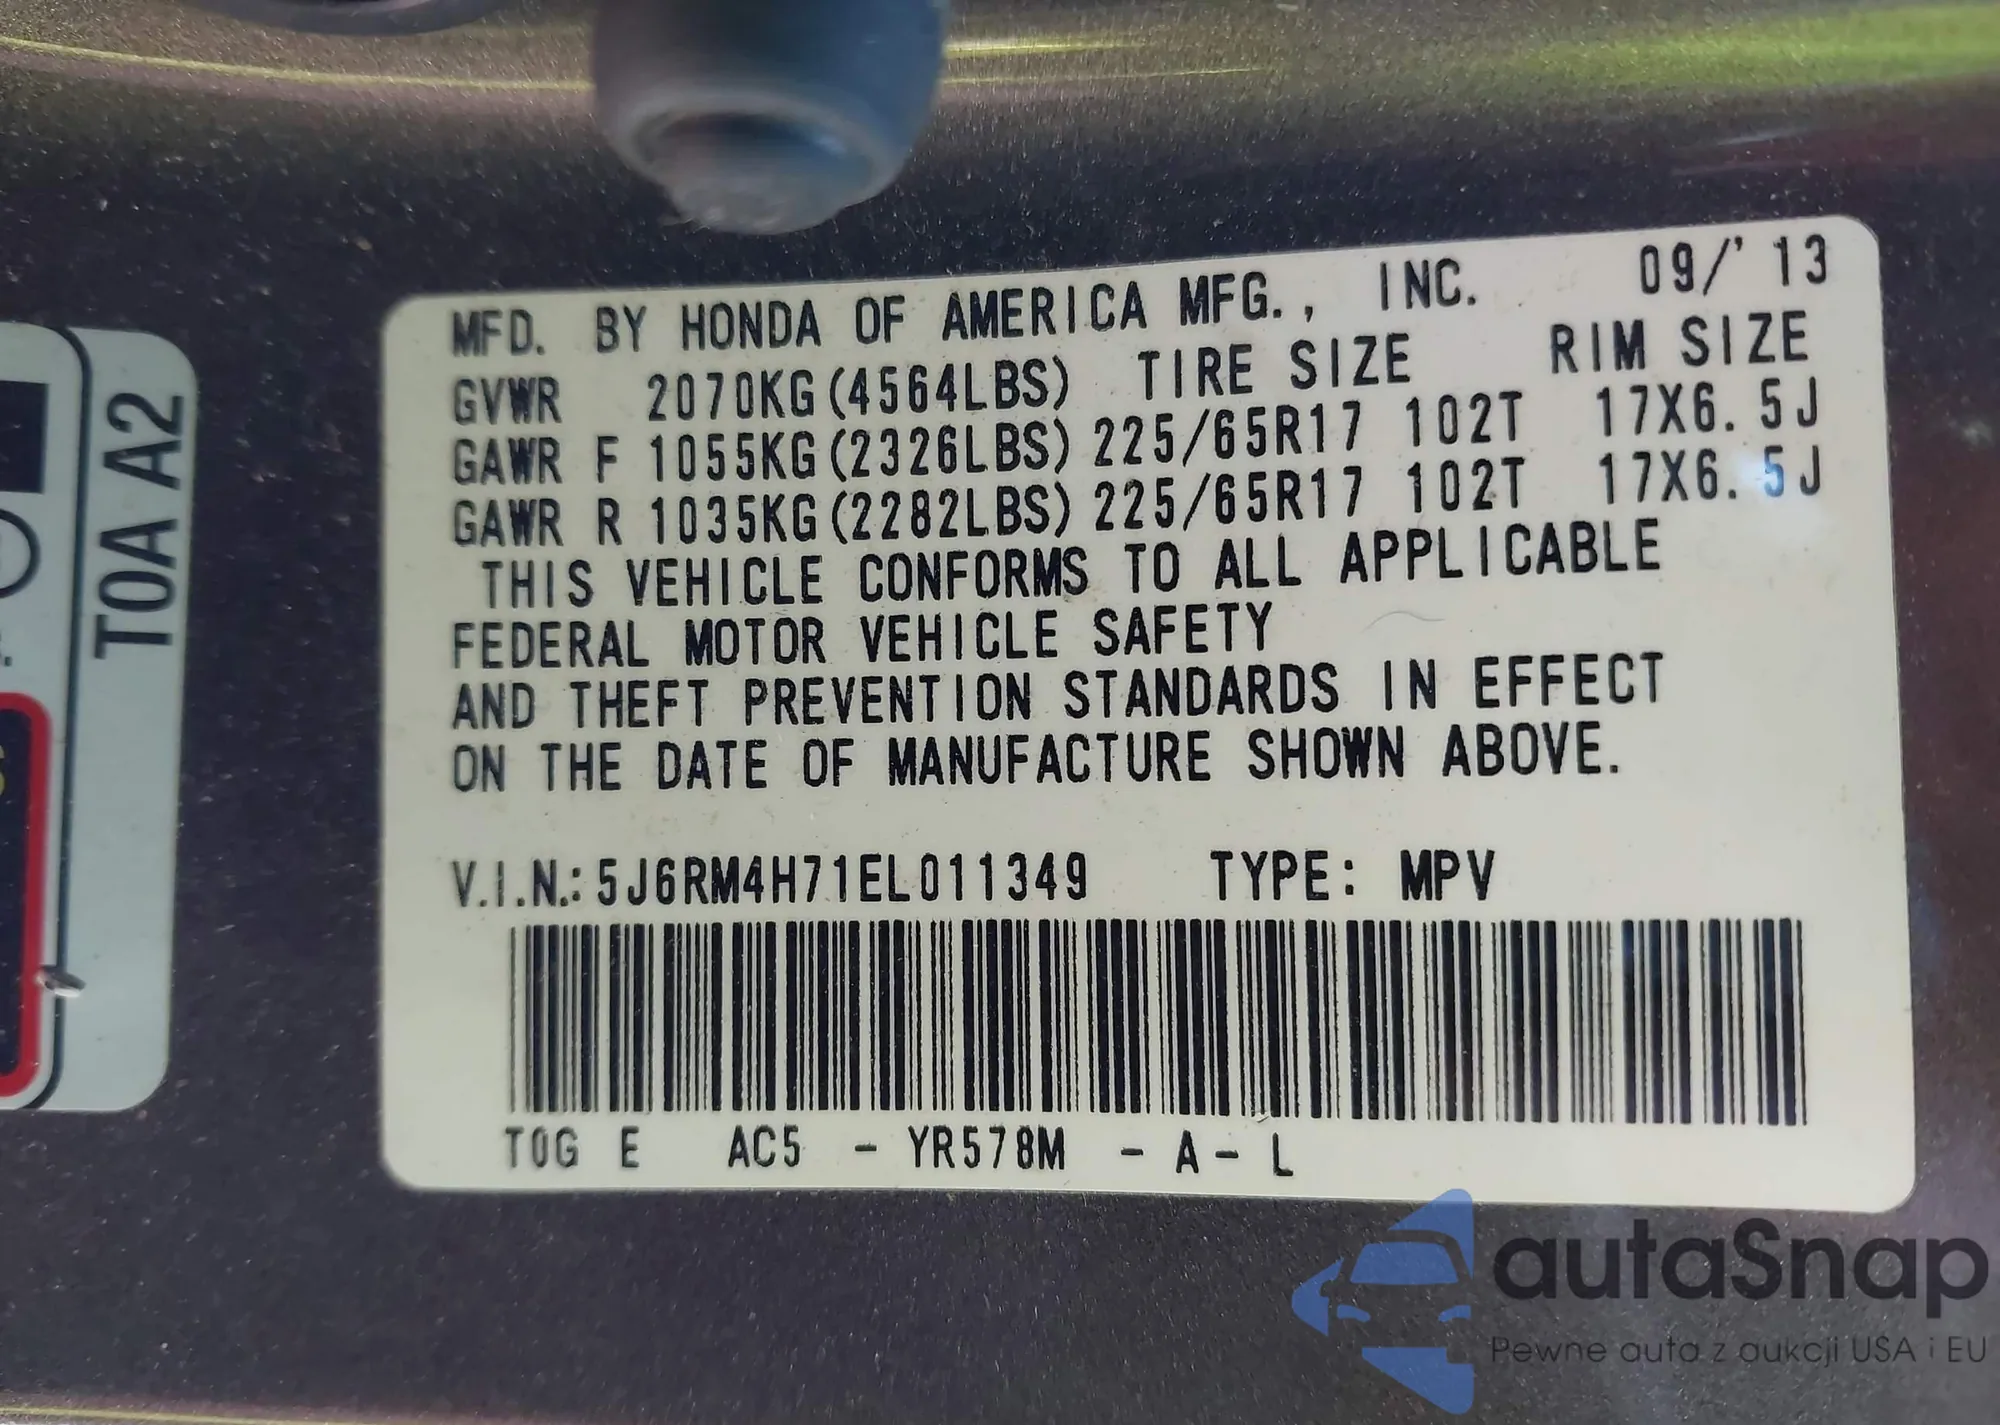 MFD. BY HONDA OF AMERICA MFG., INC. 09/'13
GVWR 2070KG(4564LBS) TIRE SIZE RIM SIZE
GAWR F 1055KG(2326LBS) 225/65R17 102T 17X6.5J
GAWR R 1035KG(2282LBS) 225/65R17 102T 17X6.5J
THIS VEHICLE CONFORMS TO ALL APPLICABLE
FEDERAL MOTOR VEHICLE SAFETY
AND THEFT PREVENTION STANDARDS IN EFFECT
ON THE DATE OF MANUFACTURE SHOWN ABOVE.
V.I.N.: 5J6RM4H71EL011349 TYPE: MPV
T0G E AC5 - YR578M - A - L
T0A A2
autaSnap
Pewne auta z aukcji USA i EU